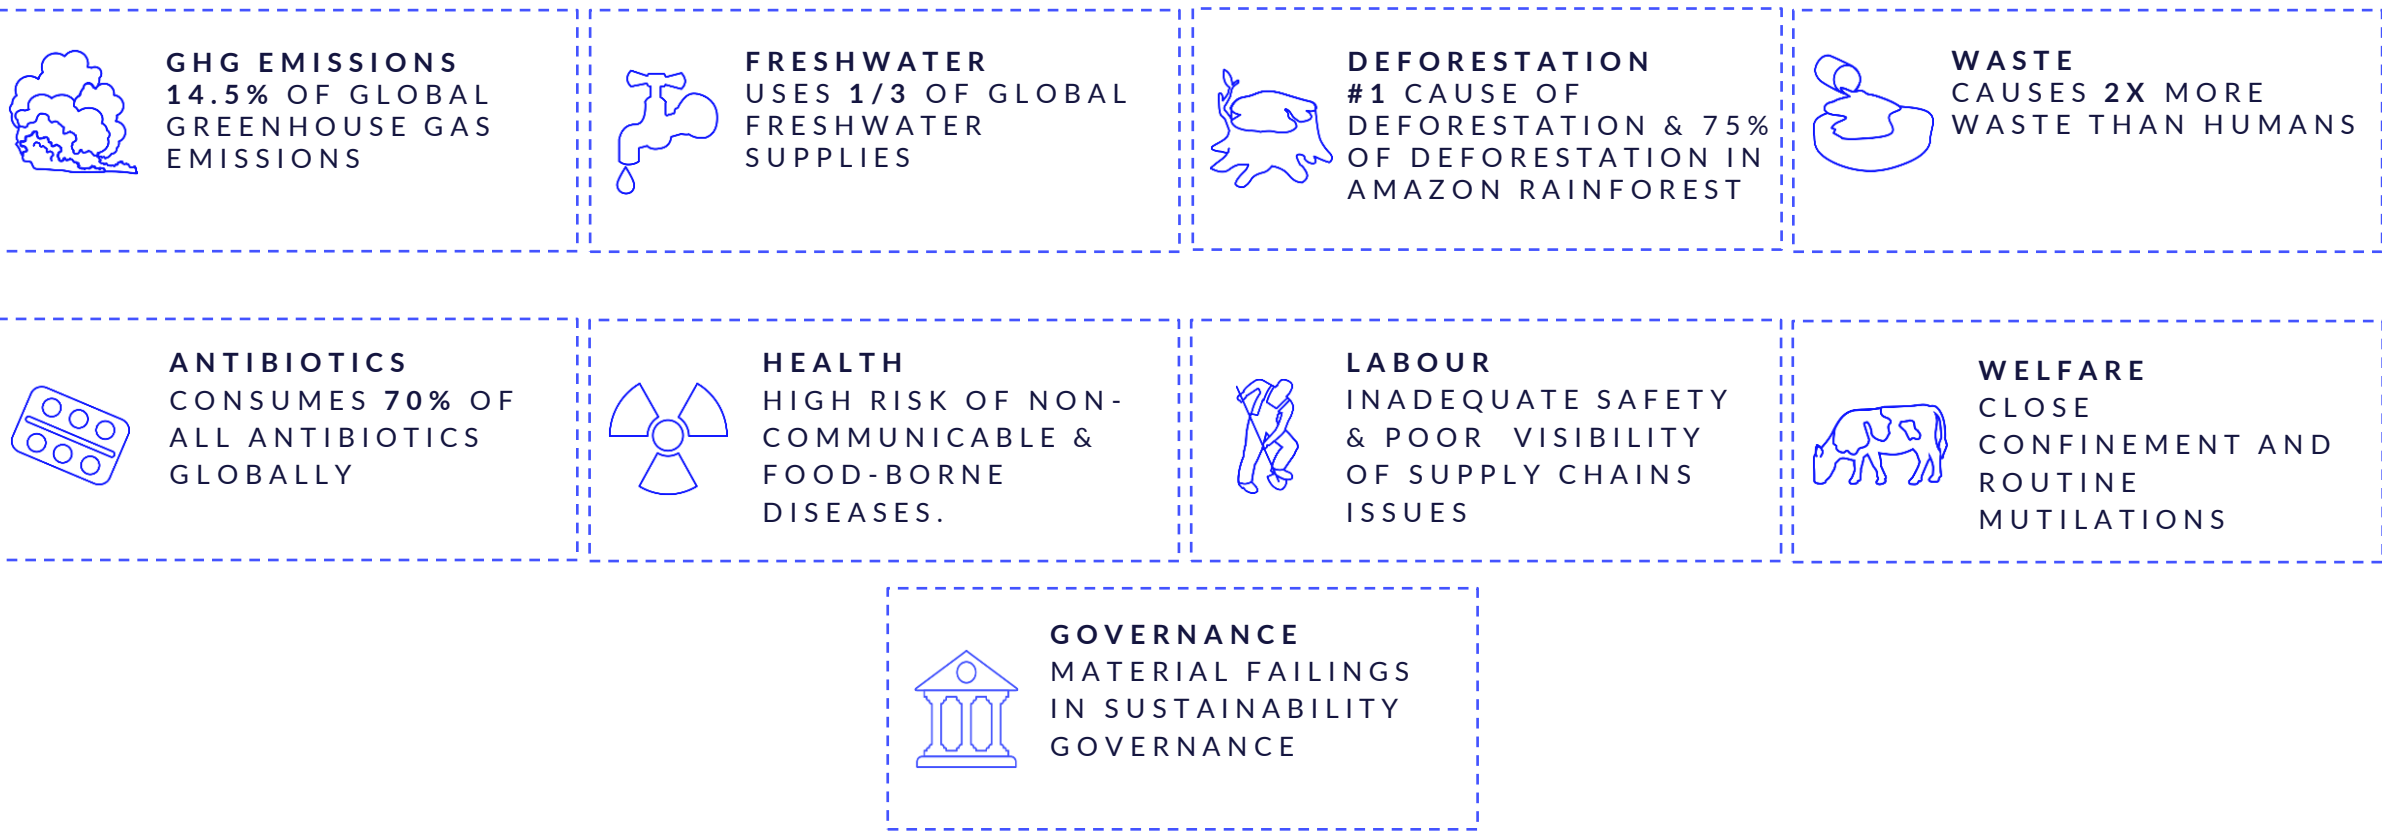 GHG EMISSIONS
14.5% OF GLOBAL
GREENHOUSE GAS
EMISSIONS
FRESHWATER
USES 1/3 OF GLOBAL
FRESHWATER
SUPPLIES
DEFORESTATION
#1 CAUSE OF
DEFORESTATION & 75%
OF DEFORESTATION IN
AMAZON RAINFOREST
WASTE
CAUSES 2X MORE
WASTE THAN HUMANS
ANTIBIOTICS
CONSUMES 70% OF
ALL ANTIBIOTICS
GLOBALLY
HEALTH
HIGH RISK OF NON-
COMMUNICABLE &
FOOD-BORNE
DISEASES.
LABOUR
INADEQUATE SAFETY
& POOR VISIBILITY
OF SUPPLY CHAINS
ISSUES
WELFARE
CLOSE
CONFINEMENT AND
ROUTINE
MUTILATIONS
GOVERNANCE
MATERIAL FAILINGS
IN SUSTAINABILITY
GOVERNANCE